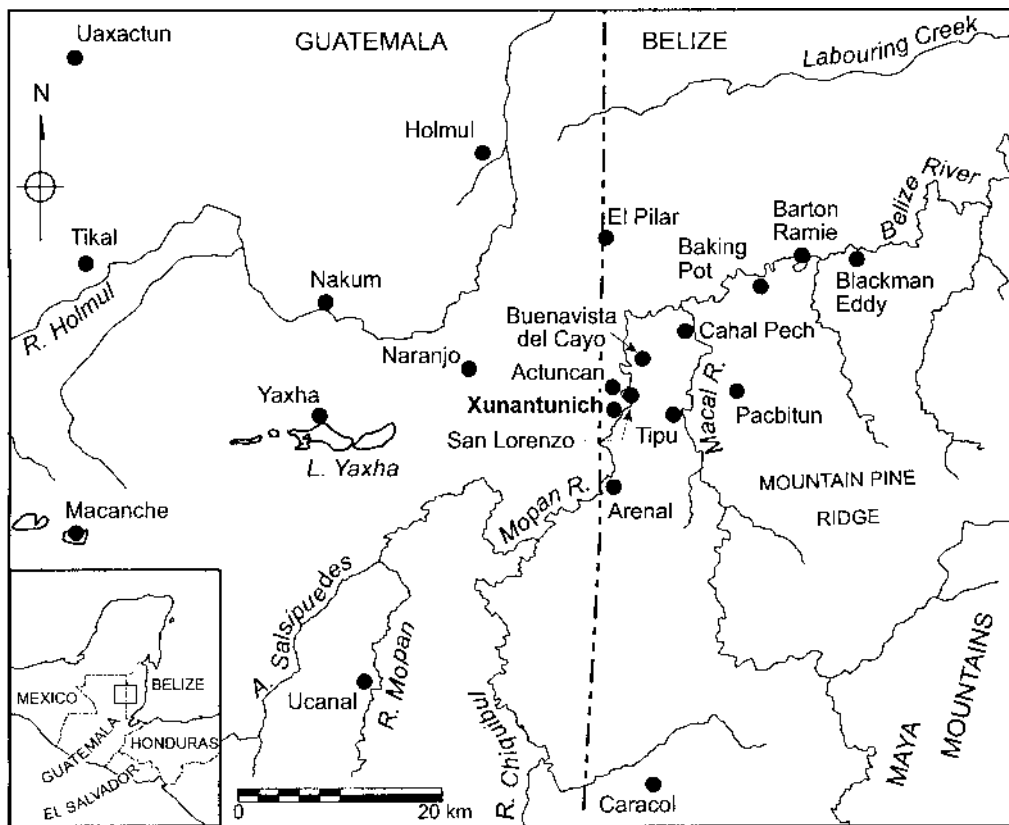 Uaxactun
GUATEMALA
BELIZE
Labouring Creek
N
Holmul
Belize River
El Pilar
Barton
Ramie
Tikal
Baking
Pot
Blackman
Eddy
Nakum
R. Holmul
Buenavista
del Cayo
Cahal Pech
Naranjo
Actuncan
Macal R.
Yaxha
Xunantunich
Pacbitun
San Lorenzo
Tipu
L. Yaxha
MOUNTAIN PINE
RIDGE
Mopan R.
Arenal
Macanche
A. Salsipuedes
R. Mopan
Ucanal
R. Chiquibul
MAYA
MOUNTAINS
MEXICO
BELIZE
GUATEMALA
HONDURAS
EL SALVADOR
0
20 km
Caracol